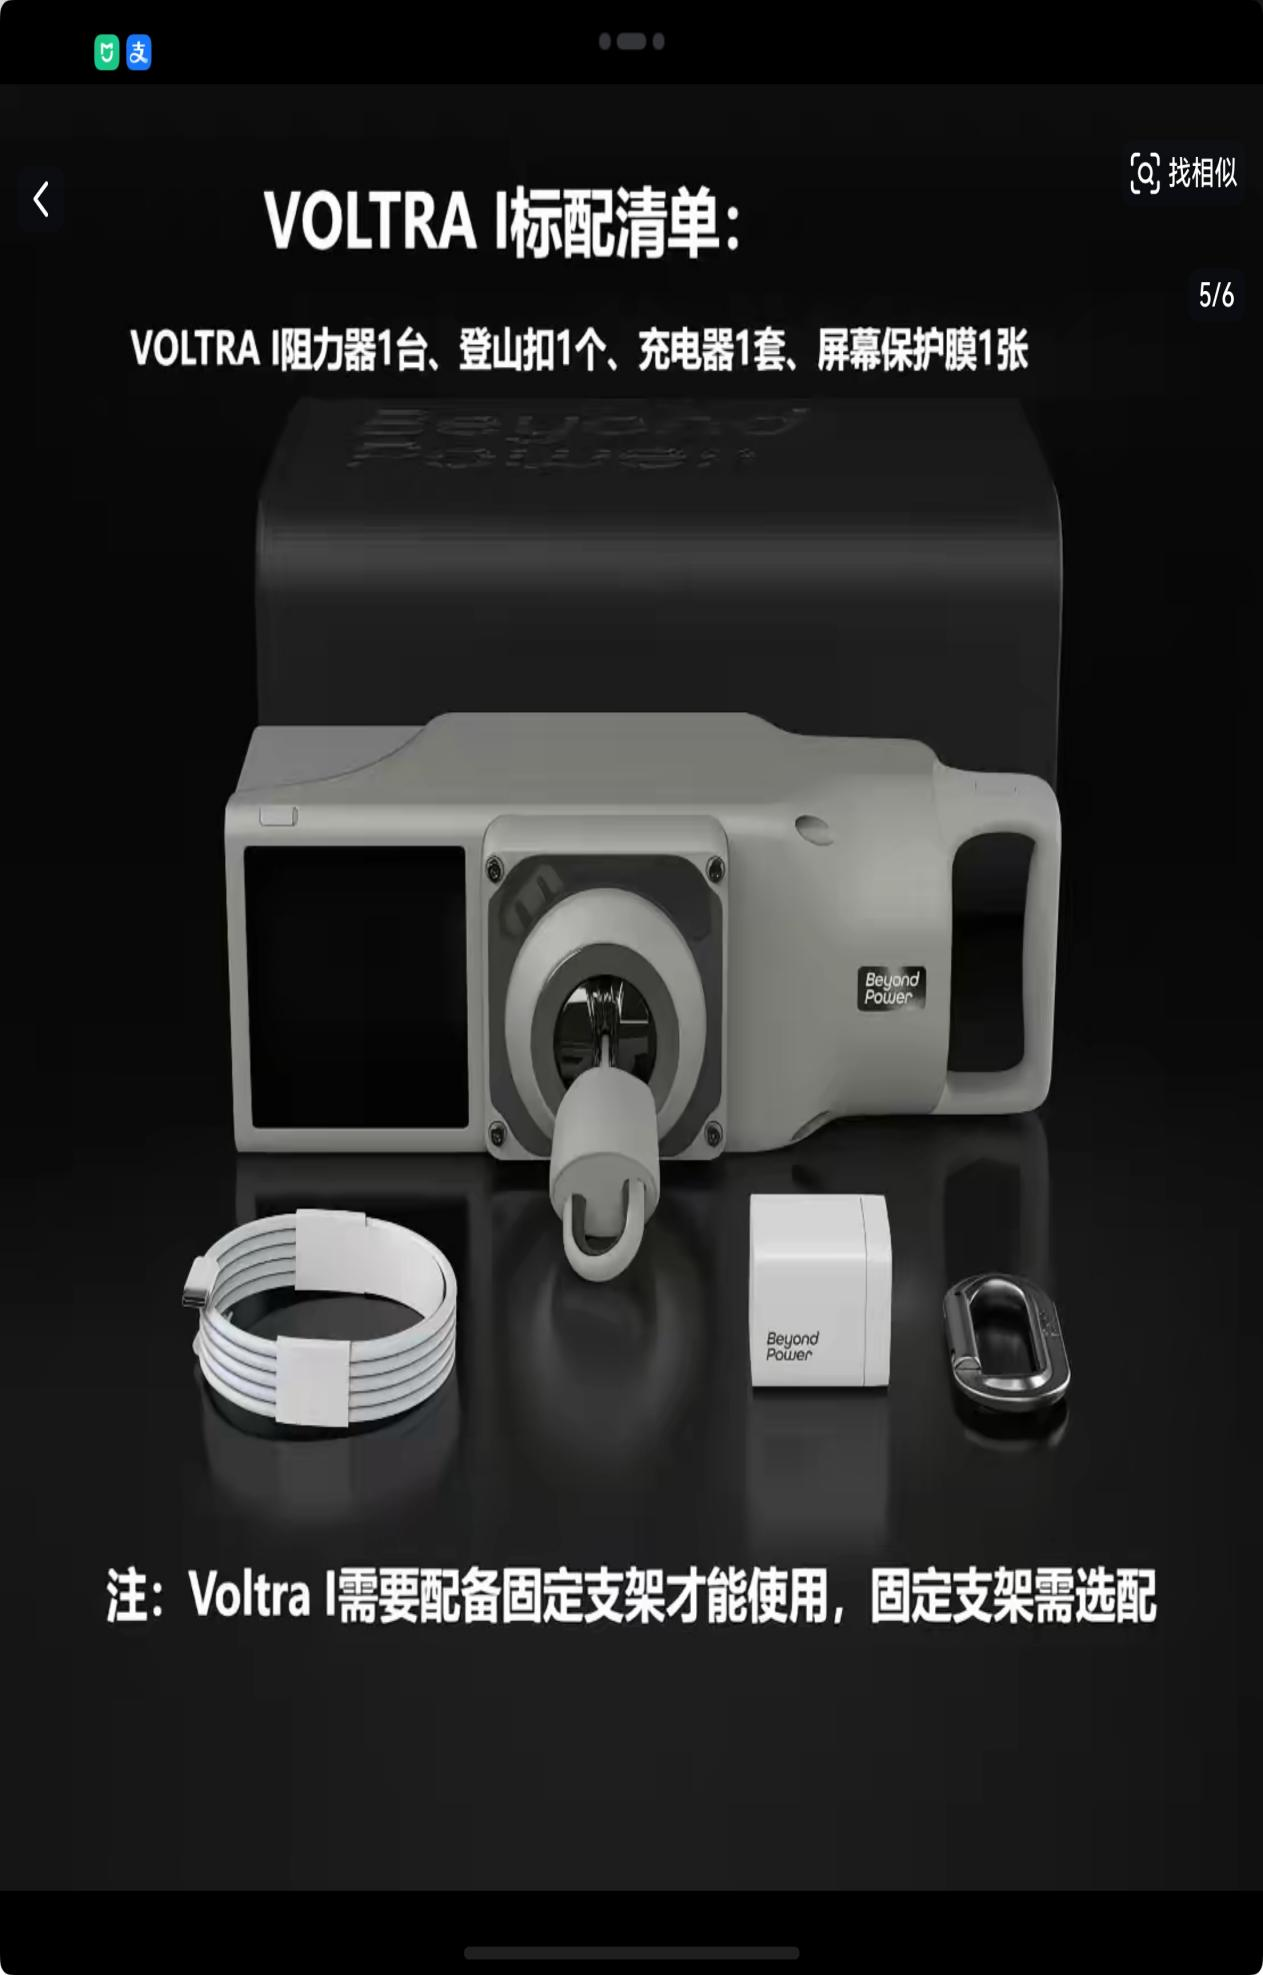 支
找相似
VOLTRA I标配清单：
5/6
VOLTRA I阻力器1台、登山扣1个、充电器1套、屏幕保护膜1张
Beyond
Power
Beyond
Power
Beyond
Power
注：Voltra I需要配备固定支架才能使用，固定支架需选配